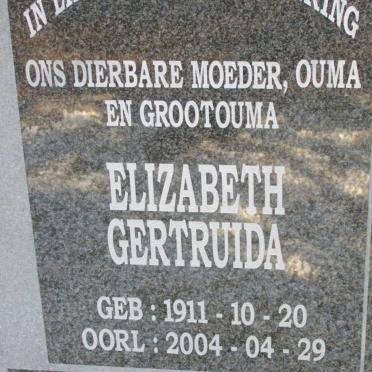 IN
ONS DIERBARE MOEDER, OUMA
EN GROOTOUMA
ELIZABETH
GERTRUIDA
GEB : 1911 - 10 - 20
OORL : 2004 - 04 - 29